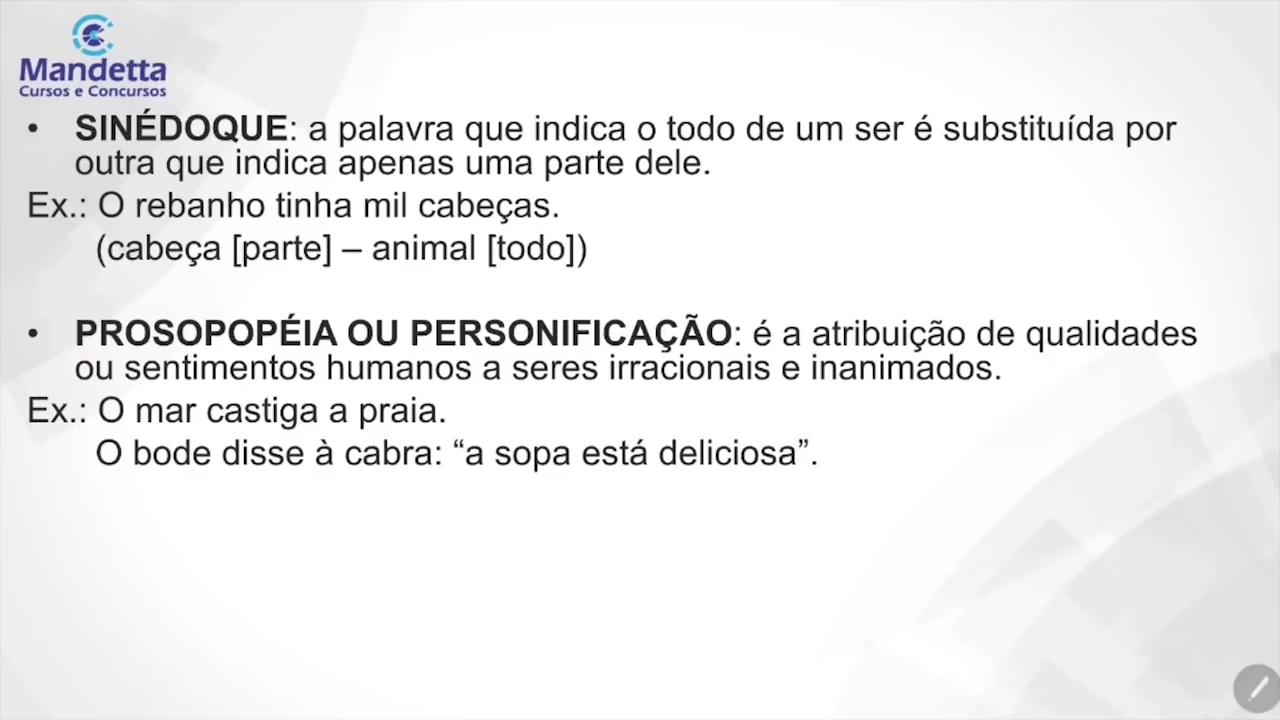 Mandetta
Cursos e Concursos
• SINÉDOQUE: a palavra que indica o todo de um ser é substituída por
outra que indica apenas uma parte dele.
Ex.: O rebanho tinha mil cabeças.
(cabeça [parte] – animal [todo])
• PROSOPOPÉIA OU PERSONIFICAÇÃO: é a atribuição de qualidades
ou sentimentos humanos a seres irracionais e inanimados.
Ex.: O mar castiga a praia.
O bode disse à cabra: “a sopa está deliciosa”.